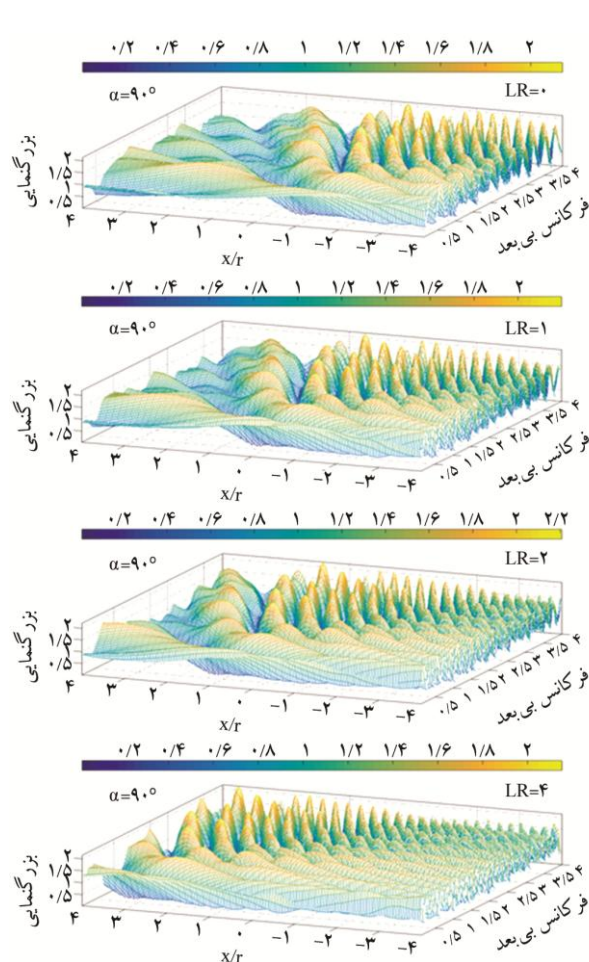 ۰/۲ ۰/۴ ۰/۶ ۰/۸ ۱ ۱/۲ ۱/۴ ۱/۶ ۱/۸ ۲
α=۹۰° LR=۰
بزرگنمایی
۲
۱/۵
۱
۰/۵
۴ ۳ ۲ ۱ ۰ −۱ −۲ −۳ −۴
x/r
۰/۵ ۱ ۱/۵ ۲ ۲/۵ ۳ ۳/۵ ۴
فرکانس بی‌بعد
۰/۲ ۰/۴ ۰/۶ ۰/۸ ۱ ۱/۲ ۱/۴ ۱/۶ ۱/۸ ۲
α=۹۰° LR=۱
بزرگنمایی
۲
۱/۵
۱
۰/۵
۴ ۳ ۲ ۱ ۰ −۱ −۲ −۳ −۴
x/r
۰/۵ ۱ ۱/۵ ۲ ۲/۵ ۳ ۳/۵ ۴
فرکانس بی‌بعد
۰/۲ ۰/۴ ۰/۶ ۰/۸ ۱ ۱/۲ ۱/۴ ۱/۶ ۱/۸ ۲ ۲/۲
α=۹۰° LR=۲
بزرگنمایی
۲
۱/۵
۱
۰/۵
۴ ۳ ۲ ۱ ۰ −۱ −۲ −۳ −۴
x/r
۰/۵ ۱ ۱/۵ ۲ ۲/۵ ۳ ۳/۵ ۴
فرکانس بی‌بعد
۰/۲ ۰/۴ ۰/۶ ۰/۸ ۱ ۱/۲ ۱/۴ ۱/۶ ۱/۸ ۲
α=۹۰° LR=۴
بزرگنمایی
۲
۱/۵
۱
۰/۵
۴ ۳ ۲ ۱ ۰ −۱ −۲ −۳ −۴
x/r
۰/۵ ۱ ۱/۵ ۲ ۲/۵ ۳ ۳/۵ ۴
فرکانس بی‌بعد